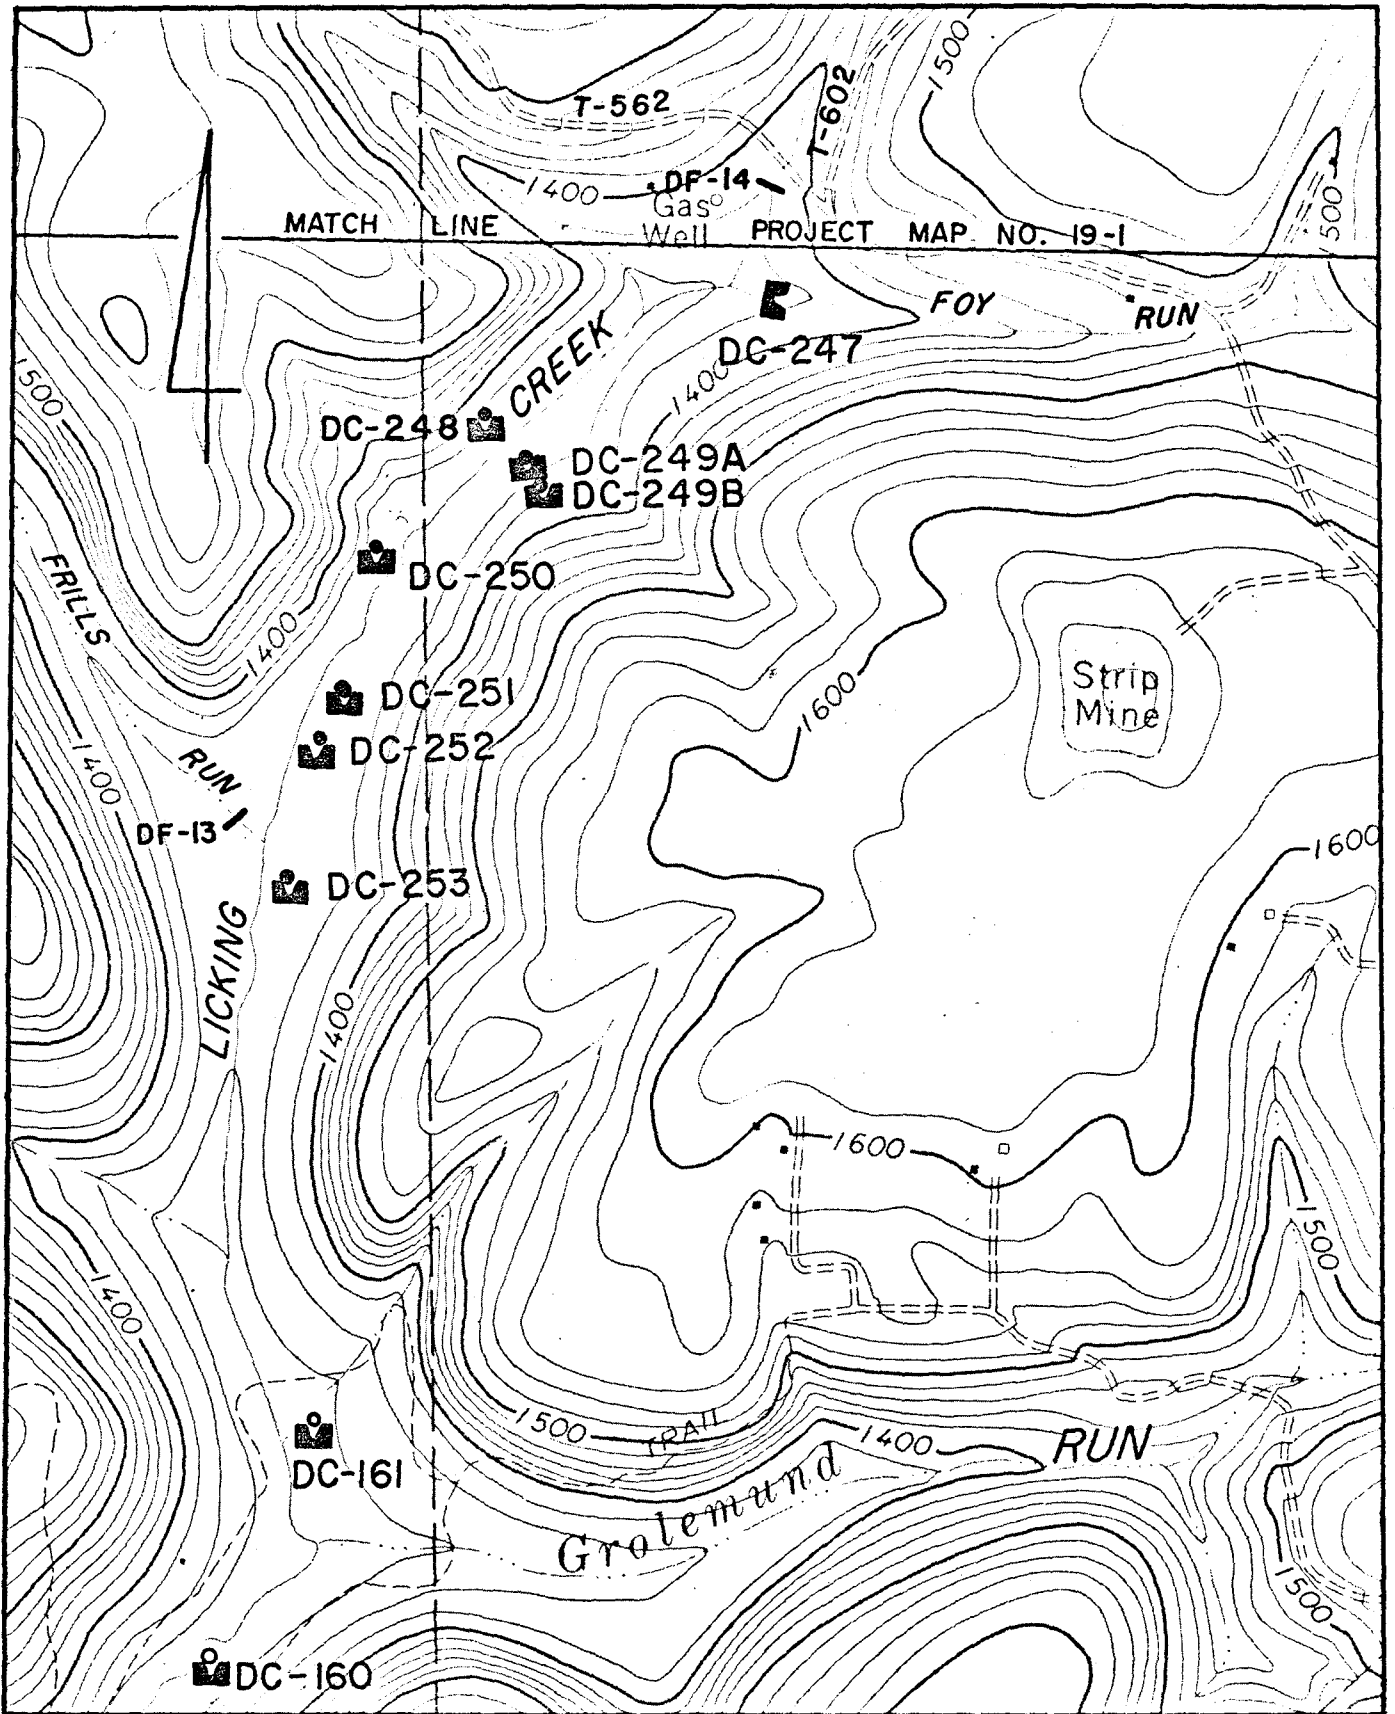 1500
T-562
T-602
1400
DF-14
Gas
Well
1500
MATCH LINE PROJECT MAP NO. 19-1
FOY RUN
DC-247
1400
1500
CREEK
DC-248
DC-249A
DC-249B
DC-250
FRILLS
1400
DC-251
1600
Strip
Mine
DC-252
RUN
1400
DF-13
1600
DC-253
LICKING
1400
1600
1500
1400
1500
TRAIL
1400
RUN
DC-161
Grolemund
1500
DC-160